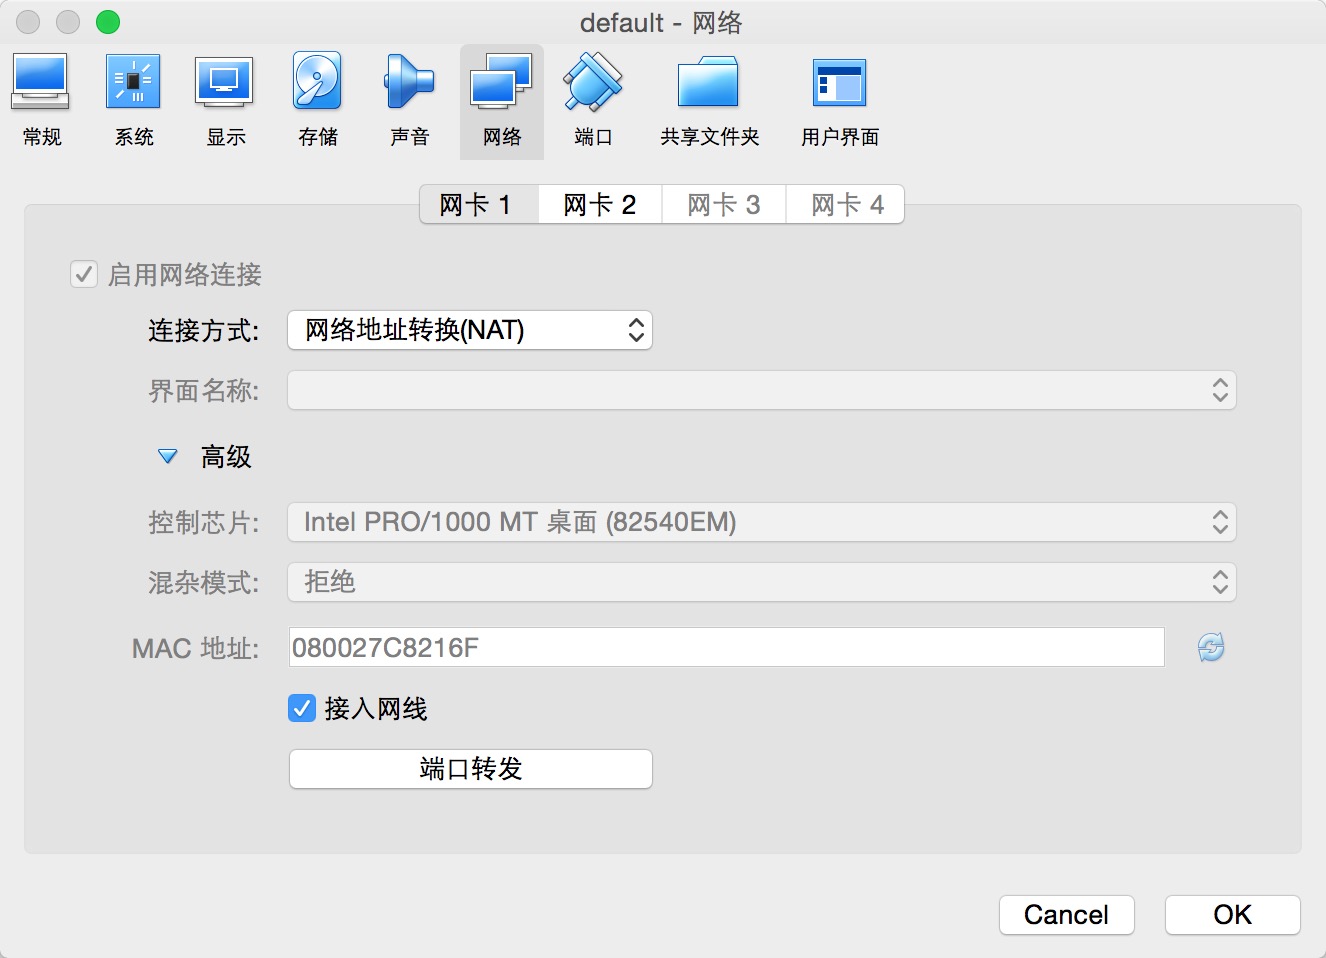 default - 网络
常规 系统 显示 存储 声音 网络 端口 共享文件夹 用户界面
网卡 1 网卡 2 网卡 3 网卡 4
启用网络连接
连接方式: 网络地址转换(NAT)
界面名称:
高级
控制芯片: Intel PRO/1000 MT 桌面 (82540EM)
混杂模式: 拒绝
MAC 地址: 080027C8216F
接入网线
端口转发
Cancel OK